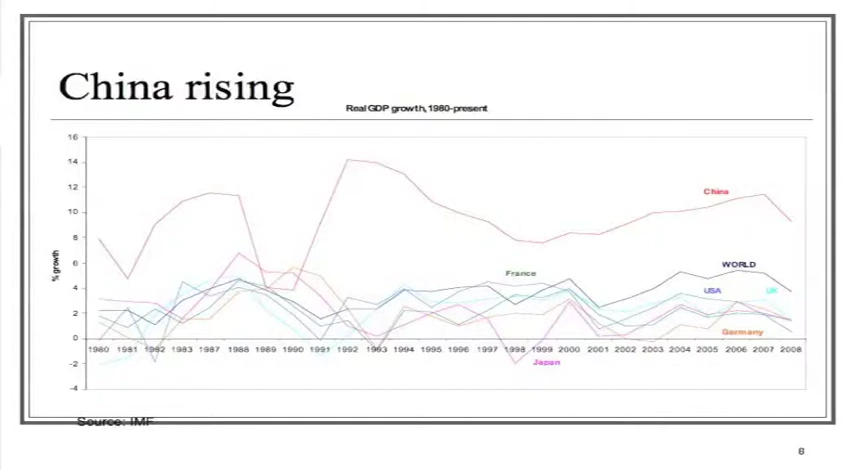 China rising
Real GDP growth, 1980-present
16
14
12
10
8
6
4
2
0
-2
-4
% growth
China
WORLD
France
USA
UK
Germany
Japan
1980 1981 1982 1983 1987 1988 1989 1990 1991 1992 1993 1994 1995 1996 1997 1998 1999 2000 2001 2002 2003 2004 2005 2006 2007 2008
Source: IMF
8